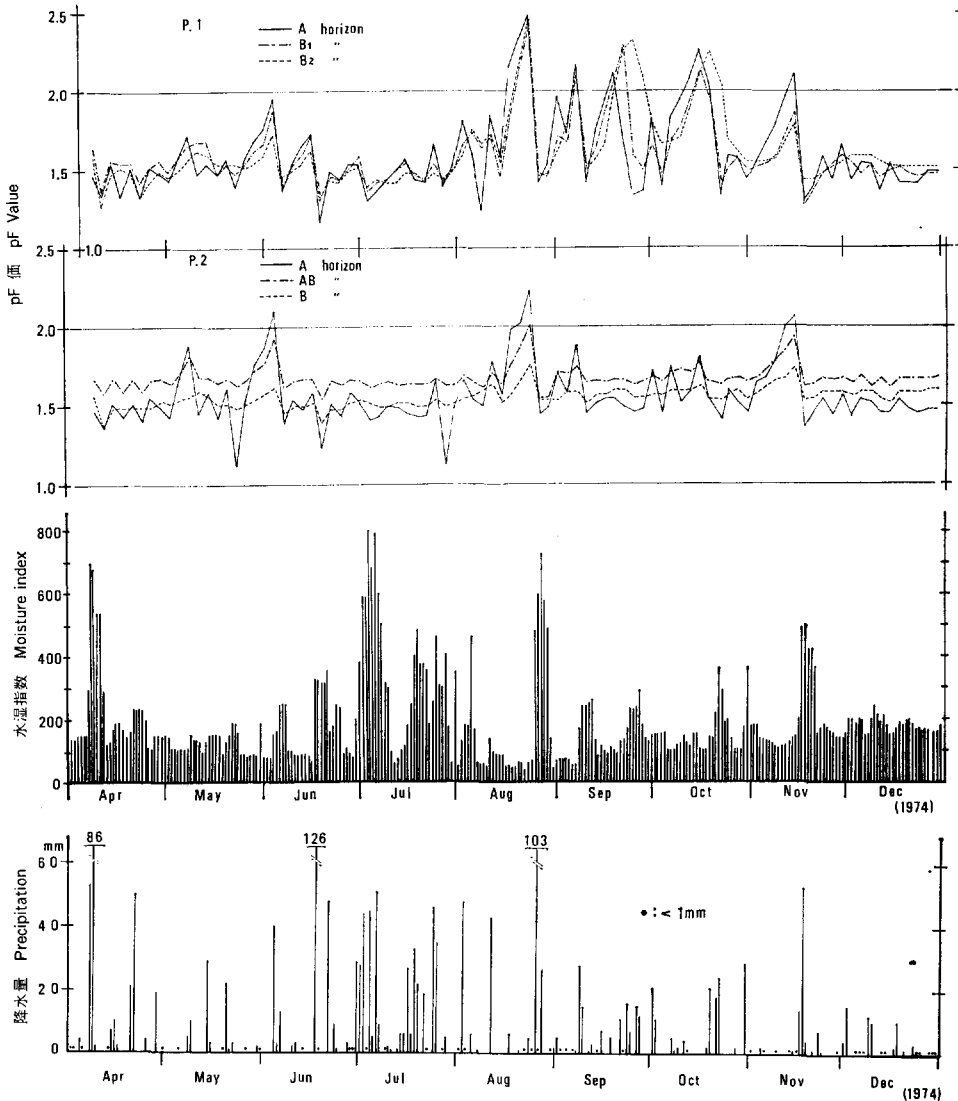 2.5
P. 1
A horizon
B1 "
B2 "
2.0
1.5
1.0
pF 価 pF Value
2.5
P. 2
A horizon
AB "
B "
2.0
1.5
1.0
水湿指数 Moisture index
800
600
400
200
0
Apr May Jun Jul Aug Sep Oct Nov Dec
(1974)
降水量 Precipitation
mm
86 126 103
60
• : < 1mm
40
20
0
Apr May Jun Jul Aug Sep Oct Nov Dec
(1974)